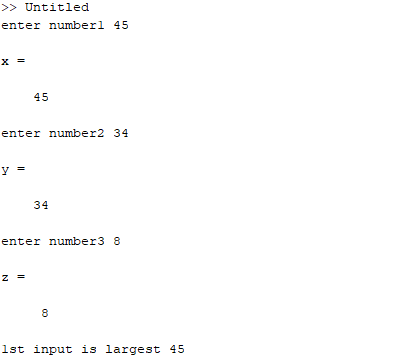 >> Untitled
enter number1 45
x =
45
enter number2 34
y =
34
enter number3 8
z =
8
1st input is largest 45